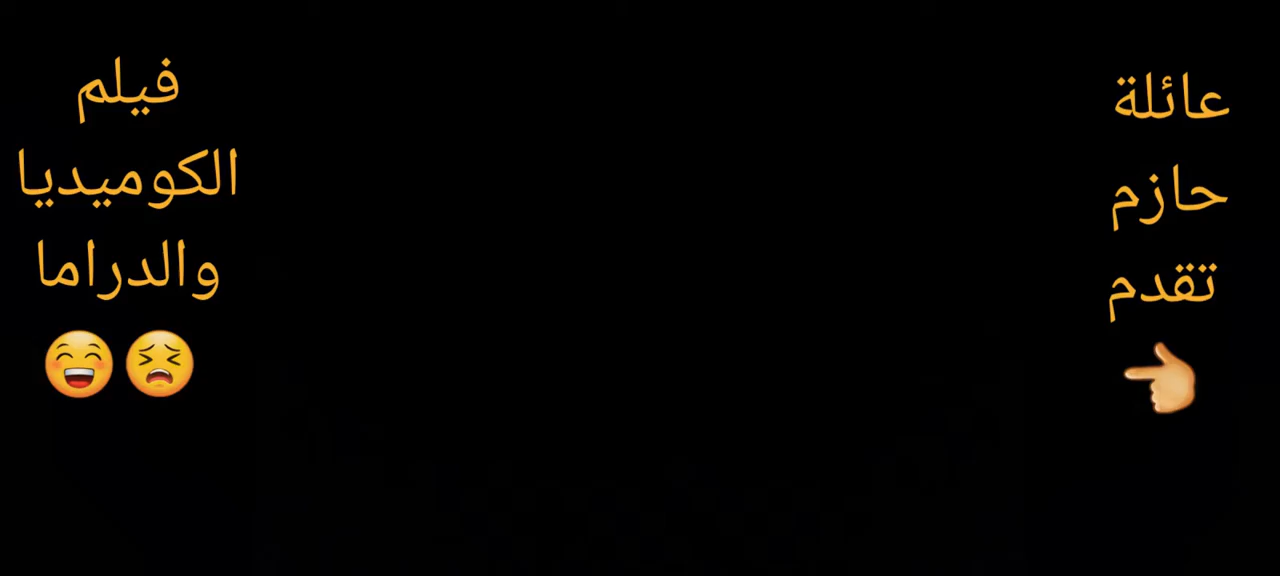 عائلة
حازم
تقدم
👈
فيلم
الكوميديا
والدراما
😁😣